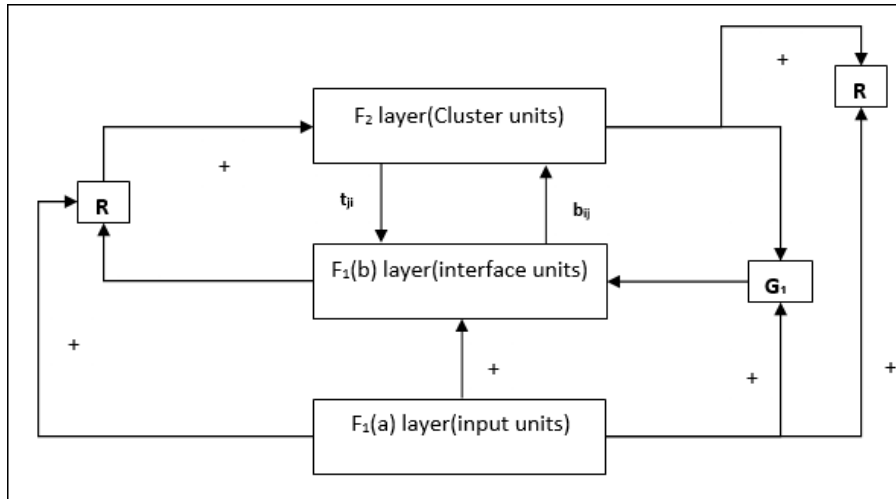 +
R
F₂ layer(Cluster units)
+
R
tⱼᵢ
bᵢⱼ
F₁(b) layer(interface units)
G₁
+
+
+
+
F₁(a) layer(input units)